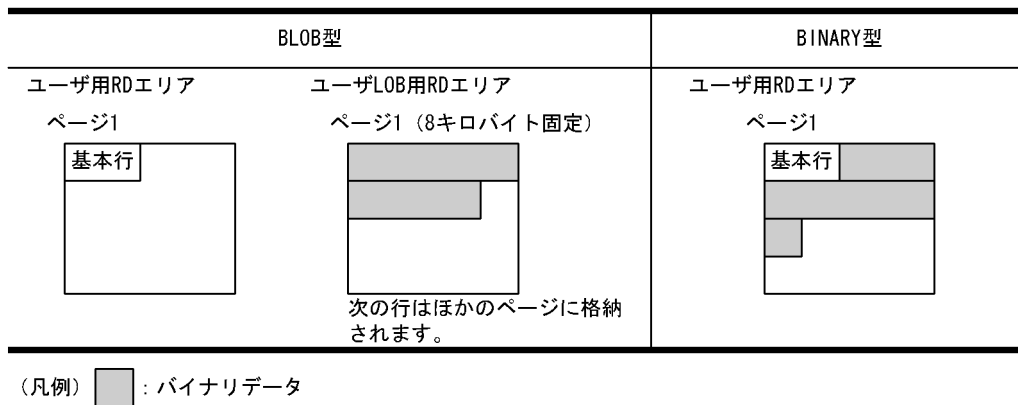 BLOB型
BINARY型
ユーザ用RDエリア
ユーザLOB用RDエリア
ユーザ用RDエリア
ページ1
ページ1（8キロバイト固定）
ページ1
基本行
基本行
次の行はほかのページに格納
されます。
（凡例）：バイナリデータ